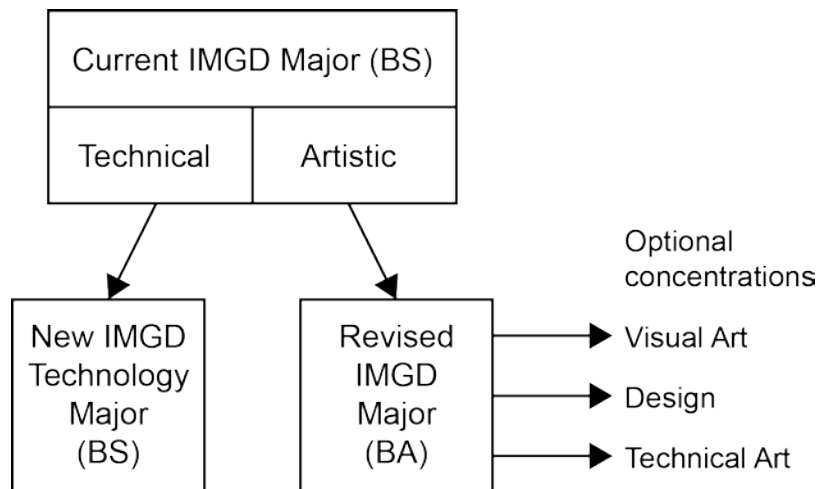 Current IMGD Major (BS)
Technical
Artistic
New IMGD
Technology
Major
(BS)
Revised
IMGD
Major
(BA)
Optional
concentrations
Visual Art
Design
Technical Art